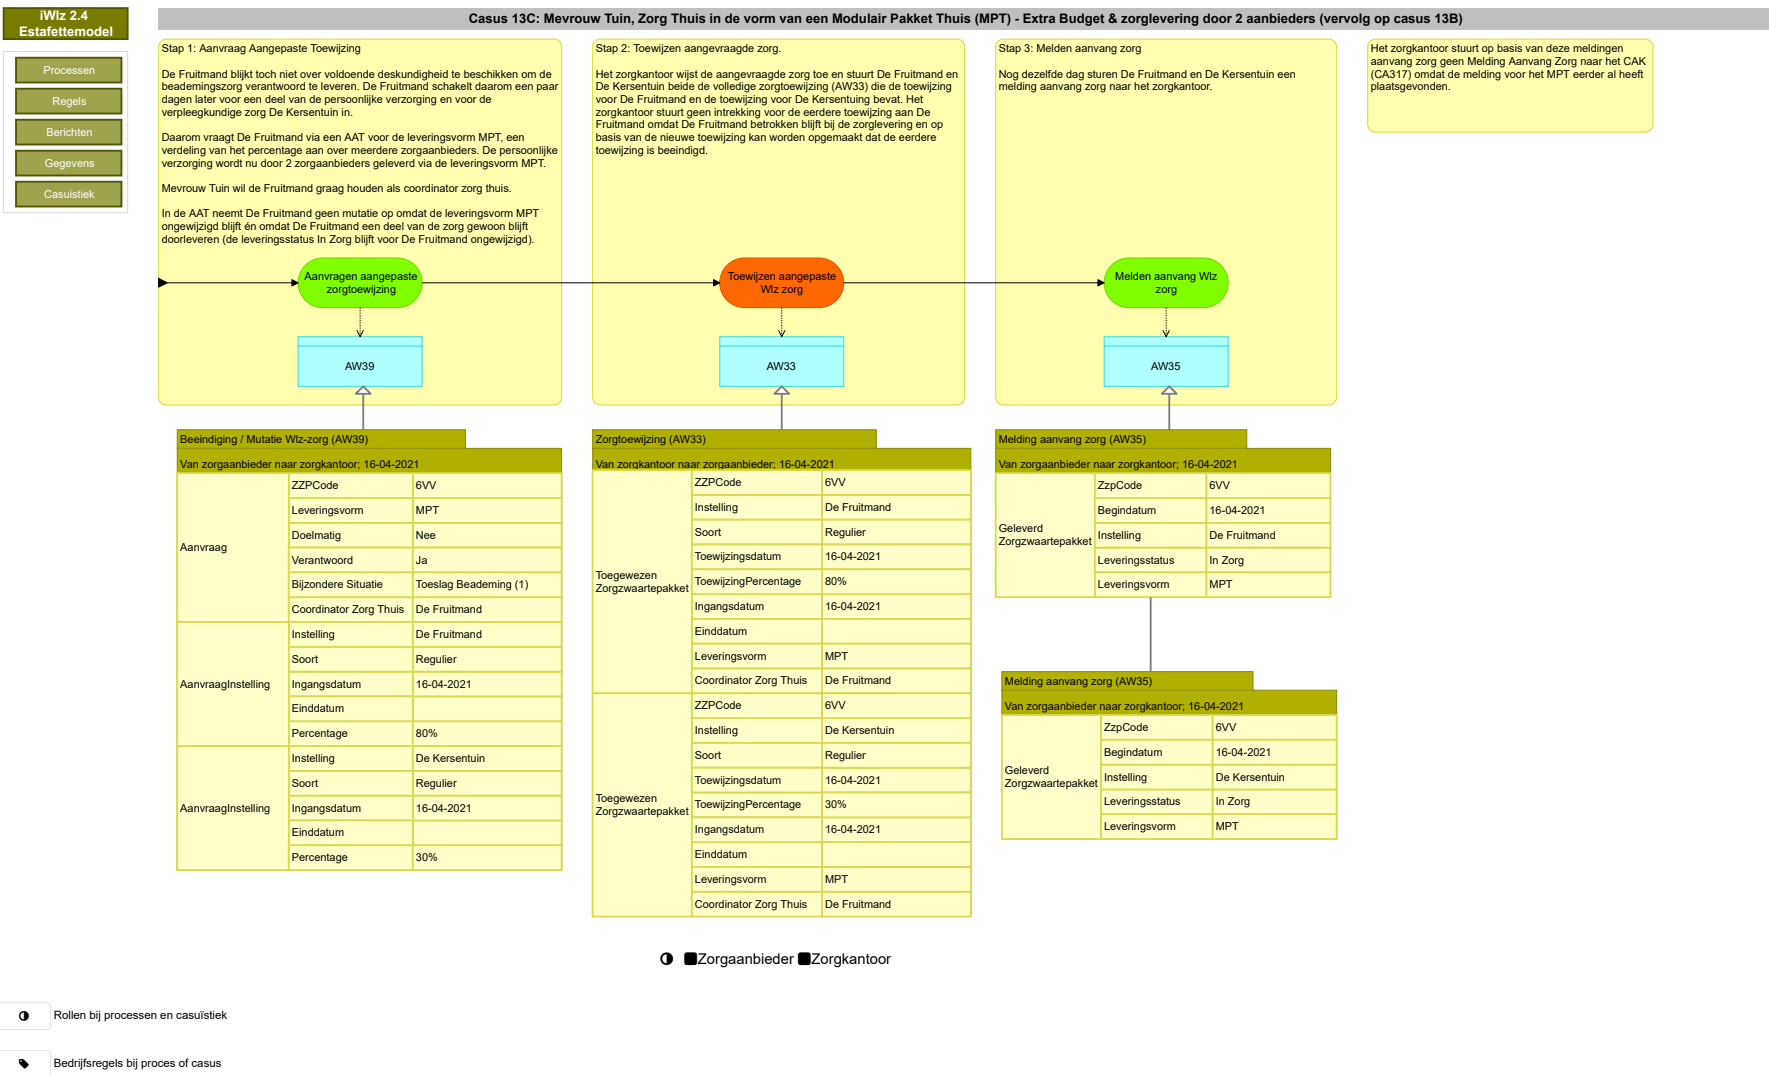 iWlz 2.4
Estafettemodel
Processen
Regels
Berichten
Gegevens
Casuistiek
Casus 13C: Mevrouw Tuin, Zorg Thuis in de vorm van een Modulair Pakket Thuis (MPT) - Extra Budget & zorglevering door 2 aanbieders (vervolg op casus 13B)
Stap 1: Aanvraag Aangepaste Toewijzing
De Fruitmand blijkt toch niet over voldoende deskundigheid te beschikken om de
beademingszorg verantwoord te leveren. De Fruitmand schakelt daarom een paar
dagen later voor een deel van de persoonlijke verzorging en voor de
verpleegkundige zorg De Kersentuin in.
Daarom vraagt De Fruitmand via een AAT voor de leveringsvorm MPT, een
verdeling van het percentage aan over meerdere zorgaanbieders. De persoonlijke
verzorging wordt nu door 2 zorgaanbieders geleverd via de leveringsvorm MPT.
Mevrouw Tuin wil de Fruitmand graag houden als coordinator zorg thuis.
In de AAT neemt De Fruitmand geen mutatie op omdat de leveringsvorm MPT
ongewijzigd blijft én omdat De Fruitmand een deel van de zorg gewoon blijft
doorleveren (de leveringsstatus In Zorg blijft voor De Fruitmand ongewijzigd).
Aanvragen aangepaste
zorgtoewijzing
AW39
Stap 2: Toewijzen aangevraagde zorg.
Het zorgkantoor wijst de aangevraagde zorg toe en stuurt De Fruitmand en
De Kersentuin beide de volledige zorgtoewijzing (AW33) die de toewijzing
voor De Fruitmand en de toewijzing voor De Kersentuing bevat. Het
zorgkantoor stuurt geen intrekking voor de eerdere toewijzing aan De
Fruitmand omdat De Fruitmand betrokken blijft bij de zorglevering en op
basis van de nieuwe toewijzing kan worden opgemaakt dat de eerdere
toewijzing is beeindigd.
Toewijzen aangepaste
Wlz zorg
AW33
Stap 3: Melden aanvang zorg
Nog dezelfde dag sturen De Fruitmand en De Kersentuin een
melding aanvang zorg naar het zorgkantoor.
Melden aanvang Wlz
zorg
AW35
Het zorgkantoor stuurt op basis van deze meldingen
aanvang zorg geen Melding Aanvang Zorg naar het CAK
(CA317) omdat de melding voor het MPT eerder al heeft
plaatsgevonden.
Beeindiging / Mutatie Wlz-zorg (AW39)
Van zorgaanbieder naar zorgkantoor; 16-04-2021
Aanvraag
ZZPCode 6VV
Leveringsvorm MPT
Doelmatig Nee
Verantwoord Ja
Bijzondere Situatie Toeslag Beademing (1)
Coordinator Zorg Thuis De Fruitmand
AanvraagInstelling
Instelling De Fruitmand
Soort Regulier
Ingangsdatum 16-04-2021
Einddatum
Percentage 80%
AanvraagInstelling
Instelling De Kersentuin
Soort Regulier
Ingangsdatum 16-04-2021
Einddatum
Percentage 30%
Zorgtoewijzing (AW33)
Van zorgkantoor naar zorgaanbieder; 16-04-2021
Toegewezen
Zorgzwaartepakket
ZZPCode 6VV
Instelling De Fruitmand
Soort Regulier
Toewijzingsdatum 16-04-2021
ToewijzingPercentage 80%
Ingangsdatum 16-04-2021
Einddatum
Leveringsvorm MPT
Coordinator Zorg Thuis De Fruitmand
Toegewezen
Zorgzwaartepakket
ZZPCode 6VV
Instelling De Kersentuin
Soort Regulier
Toewijzingsdatum 16-04-2021
ToewijzingPercentage 30%
Ingangsdatum 16-04-2021
Einddatum
Leveringsvorm MPT
Coordinator Zorg Thuis De Fruitmand
Melding aanvang zorg (AW35)
Van zorgaanbieder naar zorgkantoor; 16-04-2021
Geleverd
Zorgzwaartepakket
ZzpCode 6VV
Begindatum 16-04-2021
Instelling De Fruitmand
Leveringsstatus In Zorg
Leveringsvorm MPT
Melding aanvang zorg (AW35)
Van zorgaanbieder naar zorgkantoor; 16-04-2021
Geleverd
Zorgzwaartepakket
ZzpCode 6VV
Begindatum 16-04-2021
Instelling De Kersentuin
Leveringsstatus In Zorg
Leveringsvorm MPT
Zorgaanbieder Zorgkantoor
Rollen bij processen en casuïstiek
Bedrijfsregels bij proces of casus